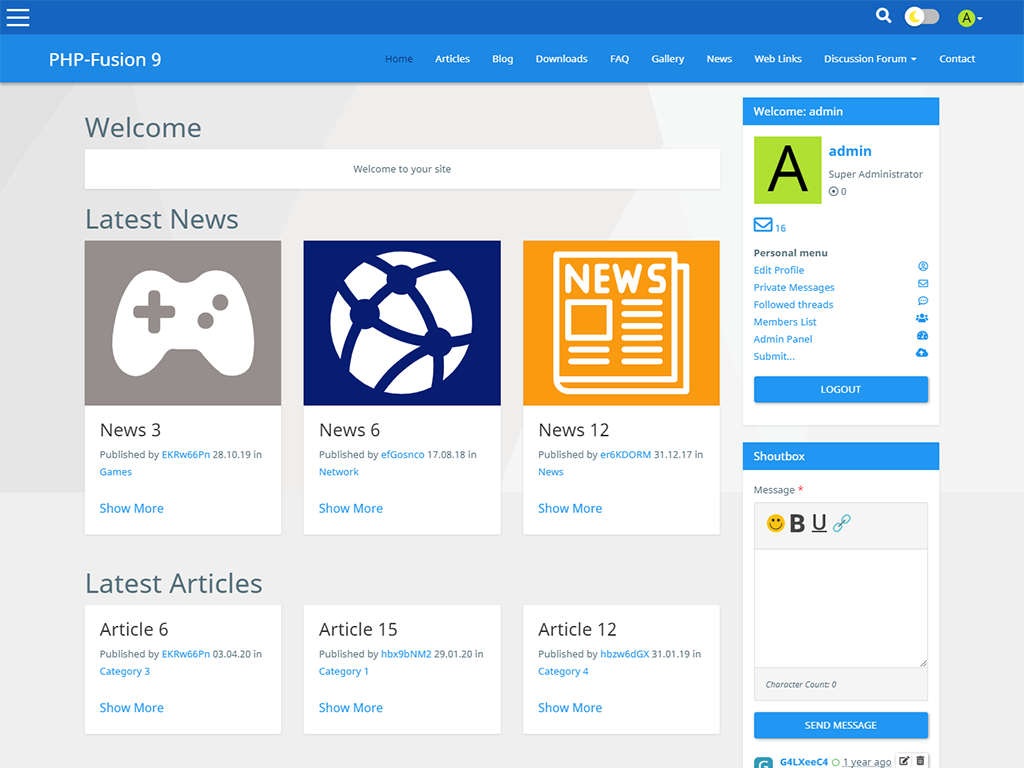 A
PHP-Fusion 9
Home Articles Blog Downloads FAQ Gallery News Web Links Discussion Forum Contact
Welcome
Welcome to your site
Latest News
NEWS
News 3
Published by EKRw66Pn 28.10.19 in
Games
Show More
News 6
Published by efGosnco 17.08.18 in
Network
Show More
News 12
Published by er6KDORM 31.12.17 in
News
Show More
Latest Articles
Article 6
Published by EKRw66Pn 03.04.20 in
Category 3
Show More
Article 15
Published by hbx9bNM2 29.01.20 in
Category 1
Show More
Article 12
Published by hbzw6dGX 31.01.19 in
Category 4
Show More
Welcome: admin
A
admin
Super Administrator
0
16
Personal menu
Edit Profile
Private Messages
Followed threads
Members List
Admin Panel
Submit...
LOGOUT
Shoutbox
Message *
B U
Character Count: 0
SEND MESSAGE
G G4LXeeC4 1 year ago